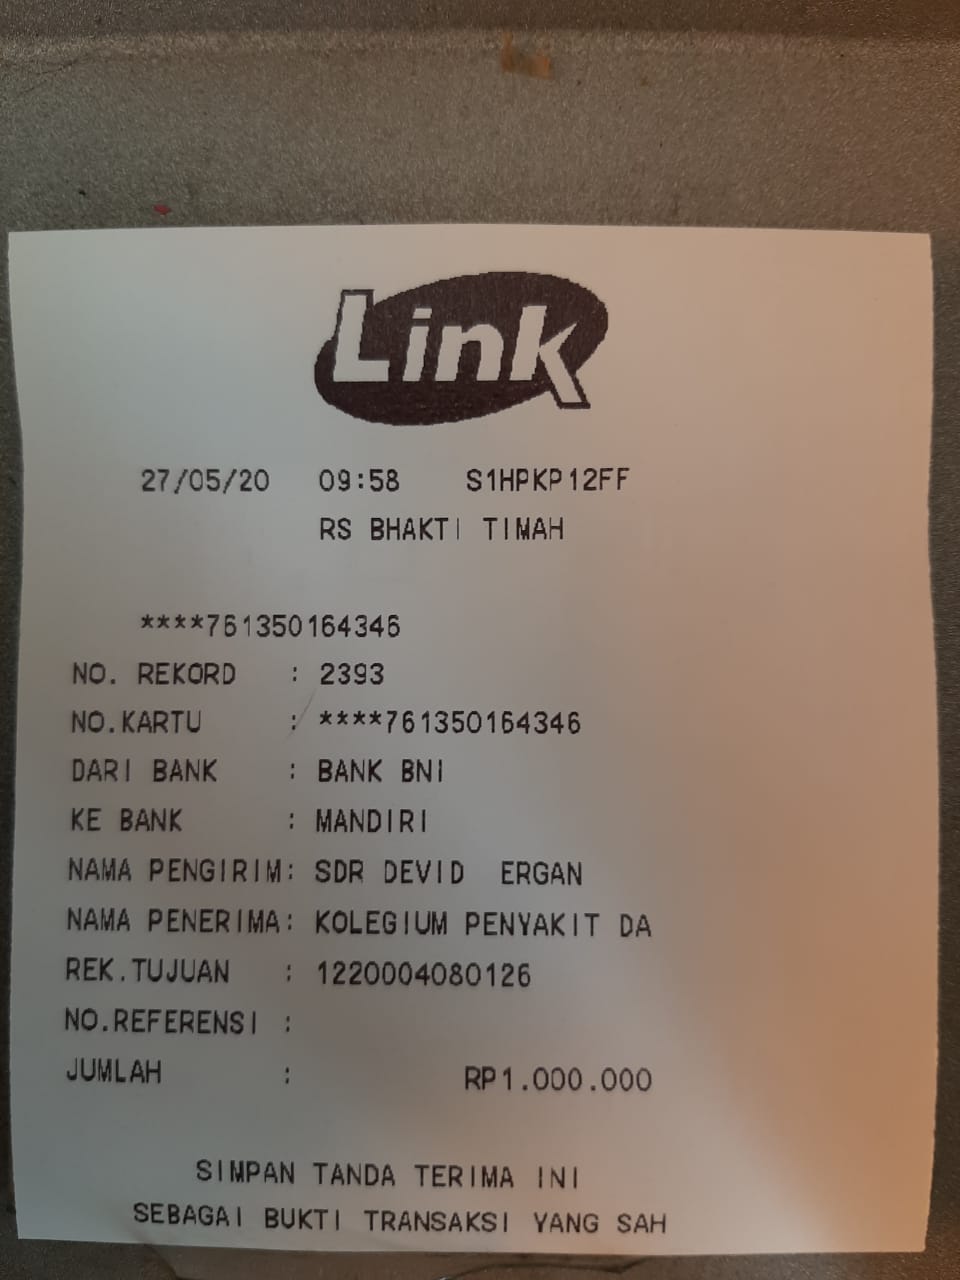 Link
27/05/20 09:58 S1HPKP12FF
RS BHAKTI TIMAH
****761350164346
NO. REKORD : 2393
NO.KARTU : ****761350164346
DARI BANK : BANK BNI
KE BANK : MANDIRI
NAMA PENGIRIM: SDR DEVID ERGAN
NAMA PENERIMA: KOLEGIUM PENYAKIT DA
REK.TUJUAN : 1220004080126
NO.REFERENSI :
JUMLAH : RP1.000.000
SIMPAN TANDA TERIMA INI
SEBAGAI BUKTI TRANSAKSI YANG SAH